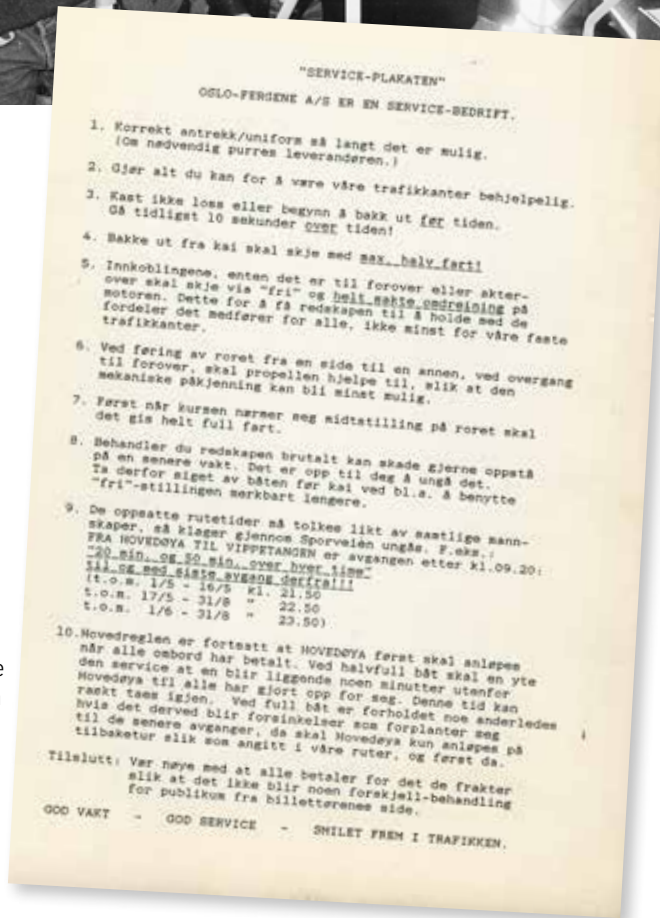 "SERVICE-PLAKATEN"
OSLO-FERGENE A/S ER EN SERVICE-BEDRIFT.
1. Korrekt antrekk/uniform så langt det er mulig.
(Om nødvendig purres leverandøren.)
2. Gjør alt du kan for å være våre trafikkanter behjelpelig.
3. Kast ikke loss eller begynn å bakk ut før tiden.
Gå tidligst 10 sekunder over tiden!
4. Bakke ut fra kai skal skje med max. halv fart!
5. Innkoblingene, enten det er til forover eller akter-
over skal skje via "fri" og helt sakte omdreining på
motoren. Dette for å få redskapen til å holde med de
fordeler det medfører for alle, ikke minst for våre faste
trafikkanter.
6. Ved føring av roret fra en side til en annen, ved overgang
til forover, skal propellen hjelpe til, slik at den
mekaniske påkjenning kan bli minst mulig.
7. Først når kursen nærmer seg midtstilling på roret skal
det gis helt full fart.
8. Behandler du redskapen brutalt kan skade gjerne oppstå
på en senere vakt. Det er opp til deg å ungå det.
Ta derfor siget av båten før kai ved bl.a. å benytte
"fri"-stillingen merkbart lengere.
9. De oppsatte rutetider må tolkes likt av samtlige mann-
skaper, så klager gjennom Sporveien ungås. F.eks.:
FRA HOVEDØYA TIL VIPPETANGEN er avgangen etter kl.09.20:
"20 min. og 50 min. over hver time"
til og med siste avgang derfra!!!
(t.o.m. 1/5 - 16/5 Kl. 21.50
t.o.m. 17/5 - 31/8 " 22.50
t.o.m. 1/6 - 31/8 " 23.50)
10.Hovedreglen er fortsatt at HOVEDØYA først skal anløpes
når alle ombord har betalt. Ved halvfull båt skal en yte
den service at en blir liggende noen minutter utenfor
Hovedøya til alle har gjort opp for seg. Denne tid kan
raskt taes igjen. Ved full båt er forholdet noe anderledes
hvis det derved blir forsinkelser som forplanter seg
til de senere avganger, da skal Hovedøya kun anløpes på
tilbaketur slik som angitt i våre ruter, og først da.
Tilslutt: Vær nøye med at alle betaler for det de frakter
slik at det ikke blir noen forskjell-behandling
for publikum fra billettørenes side.
GOD VAKT - GOD SERVICE - SMILET FREM I TRAFIKKEN.